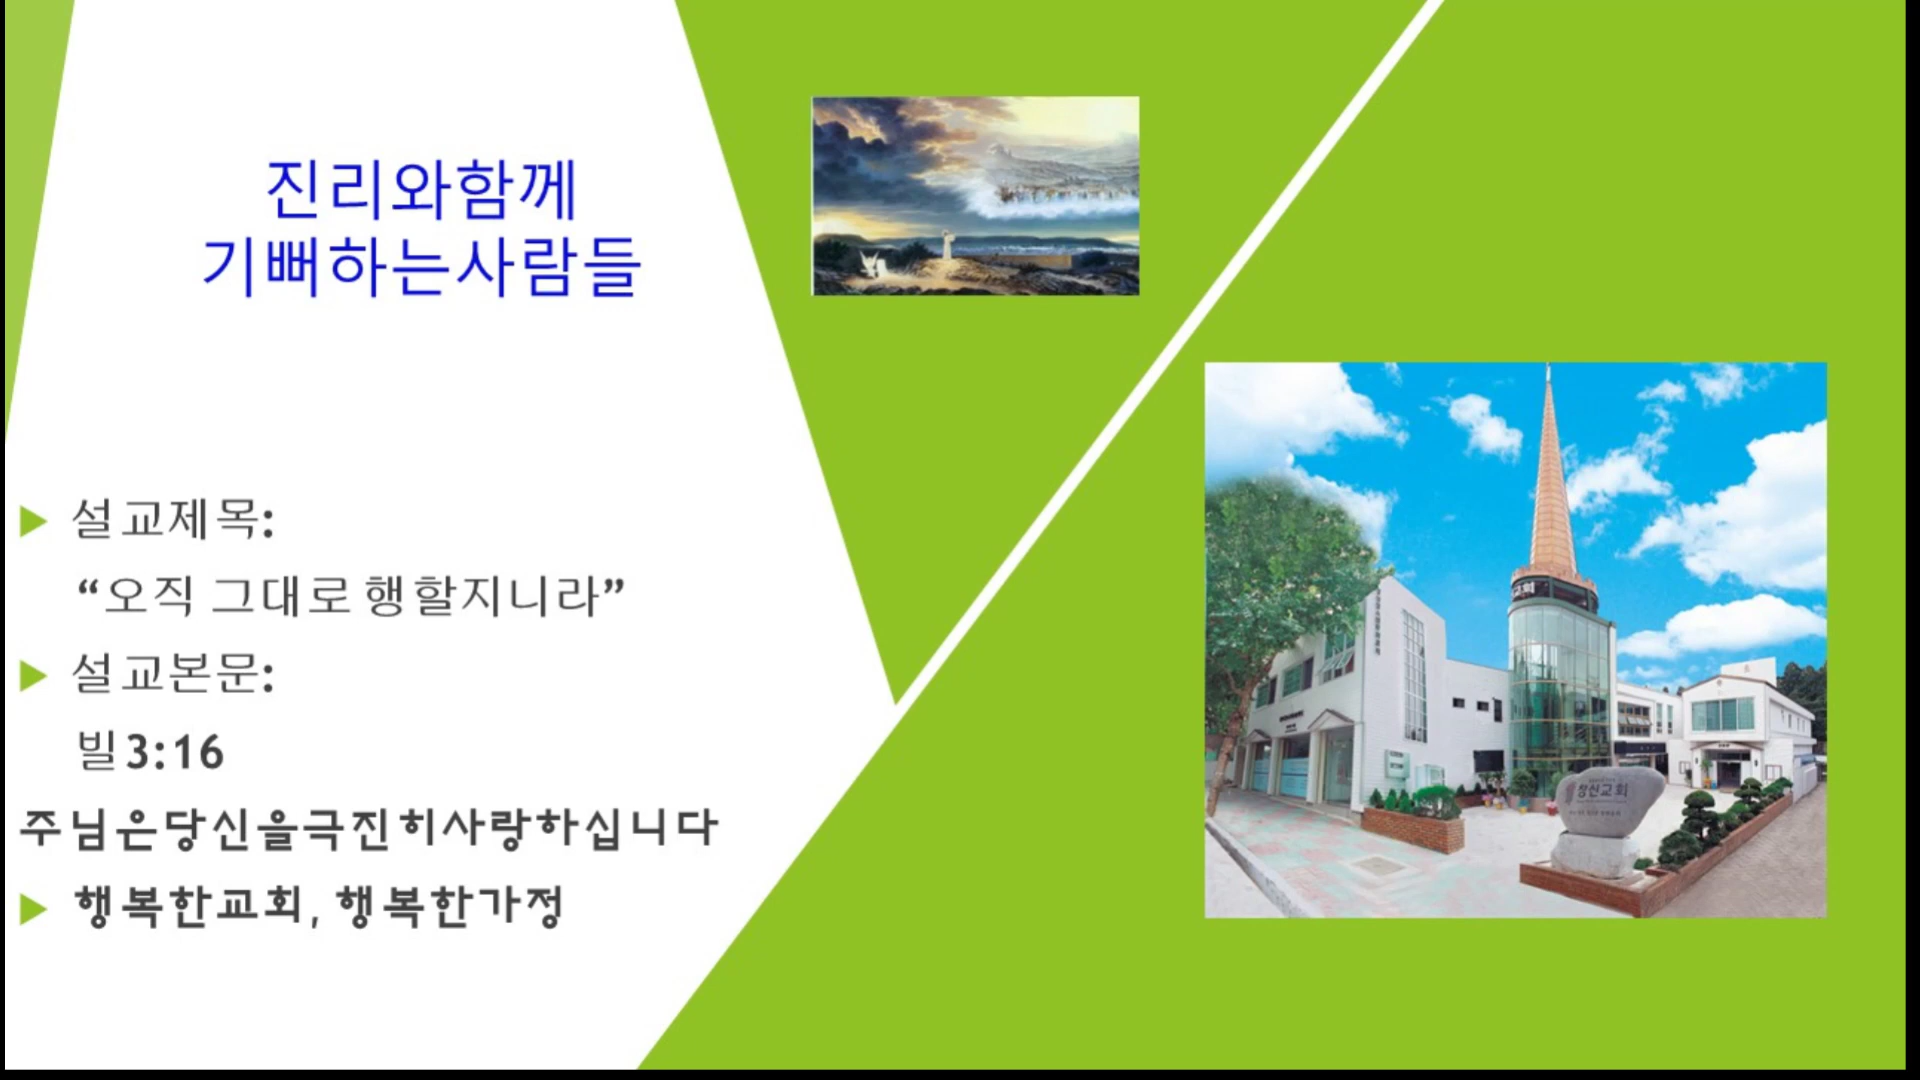 진리와함께
기뻐하는사람들
설교제목:
“오직 그대로 행할지니라”
설교본문:
빌3:16
주님은당신을극진히사랑하십니다
행복한교회, 행복한가정
교회